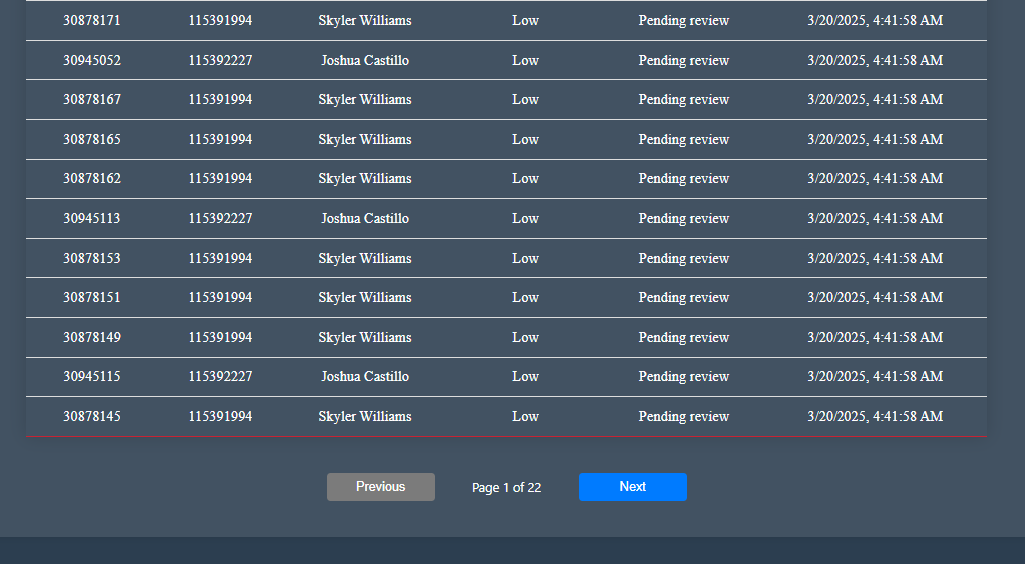 30878171 115391994 Skyler Williams Low Pending review 3/20/2025, 4:41:58 AM
30945052 115392227 Joshua Castillo Low Pending review 3/20/2025, 4:41:58 AM
30878167 115391994 Skyler Williams Low Pending review 3/20/2025, 4:41:58 AM
30878165 115391994 Skyler Williams Low Pending review 3/20/2025, 4:41:58 AM
30878162 115391994 Skyler Williams Low Pending review 3/20/2025, 4:41:58 AM
30945113 115392227 Joshua Castillo Low Pending review 3/20/2025, 4:41:58 AM
30878153 115391994 Skyler Williams Low Pending review 3/20/2025, 4:41:58 AM
30878151 115391994 Skyler Williams Low Pending review 3/20/2025, 4:41:58 AM
30878149 115391994 Skyler Williams Low Pending review 3/20/2025, 4:41:58 AM
30945115 115392227 Joshua Castillo Low Pending review 3/20/2025, 4:41:58 AM
30878145 115391994 Skyler Williams Low Pending review 3/20/2025, 4:41:58 AM
Previous Page 1 of 22 Next